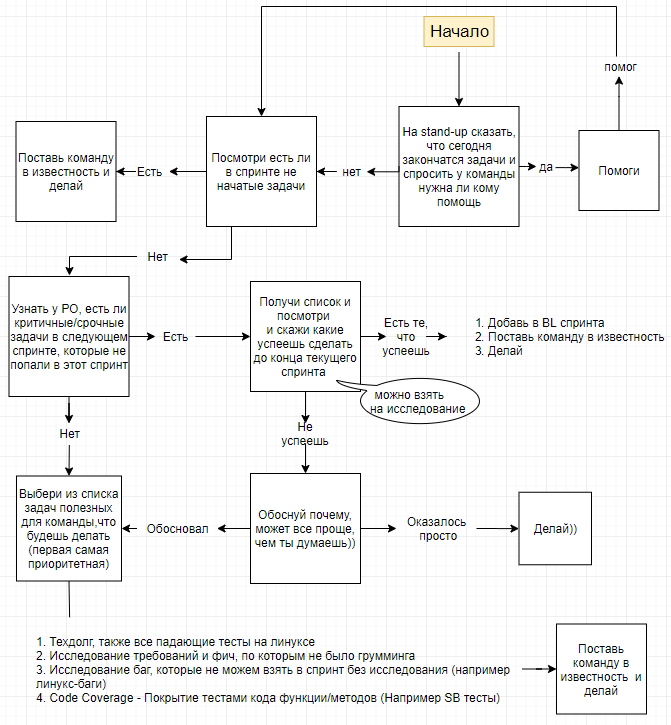 Начало
помог
На stand-up сказать,
что сегодня
закончатся задачи и
спросить у команды
нужна ли кому
помощь
да
Помоги
нет
Посмотри есть ли
в спринте не
начатые задачи
Есть
Поставь команду
в известность и
делай
Нет
Узнать у PO, есть ли
критичные/срочные
задачи в следующем
спринте, которые не
попали в этот спринт
Есть
Получи список и
посмотри
и скажи какие
успеешь сделать
до конца текущего
спринта
можно взять
на исследование
Есть те,
что
успеешь
1. Добавь в BL спринта
2. Поставь команду в известность
3. Делай
Нет
Не
успеешь
Выбери из списка
задач полезных
для команды,что
будешь делать
(первая самая
приоритетная)
Обосновал
Обоснуй почему,
может все проще,
чем ты думаешь))
Оказалось
просто
Делай))
1. Техдолг, также все падающие тесты на линуксе
2. Исследование требований и фич, по которым не было грумминга
3. Исследование баг, которые не можем взять в спринт без исследования (например
линукс-баги)
4. Code Coverage - Покрытие тестами кода функции/методов (Например SB тесты)
Поставь
команду в
известность и
делай